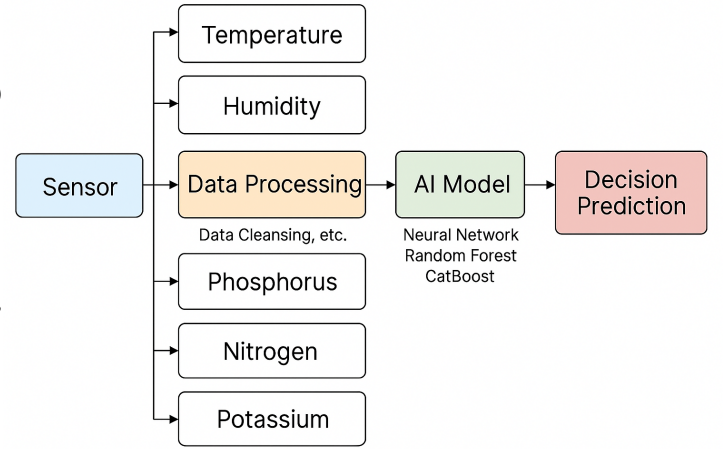 Temperature
Humidity
Sensor
Data Processing
AI Model
Decision
Prediction
Data Cleansing, etc.
Neural Network
Random Forest
CatBoost
Phosphorus
Nitrogen
Potassium